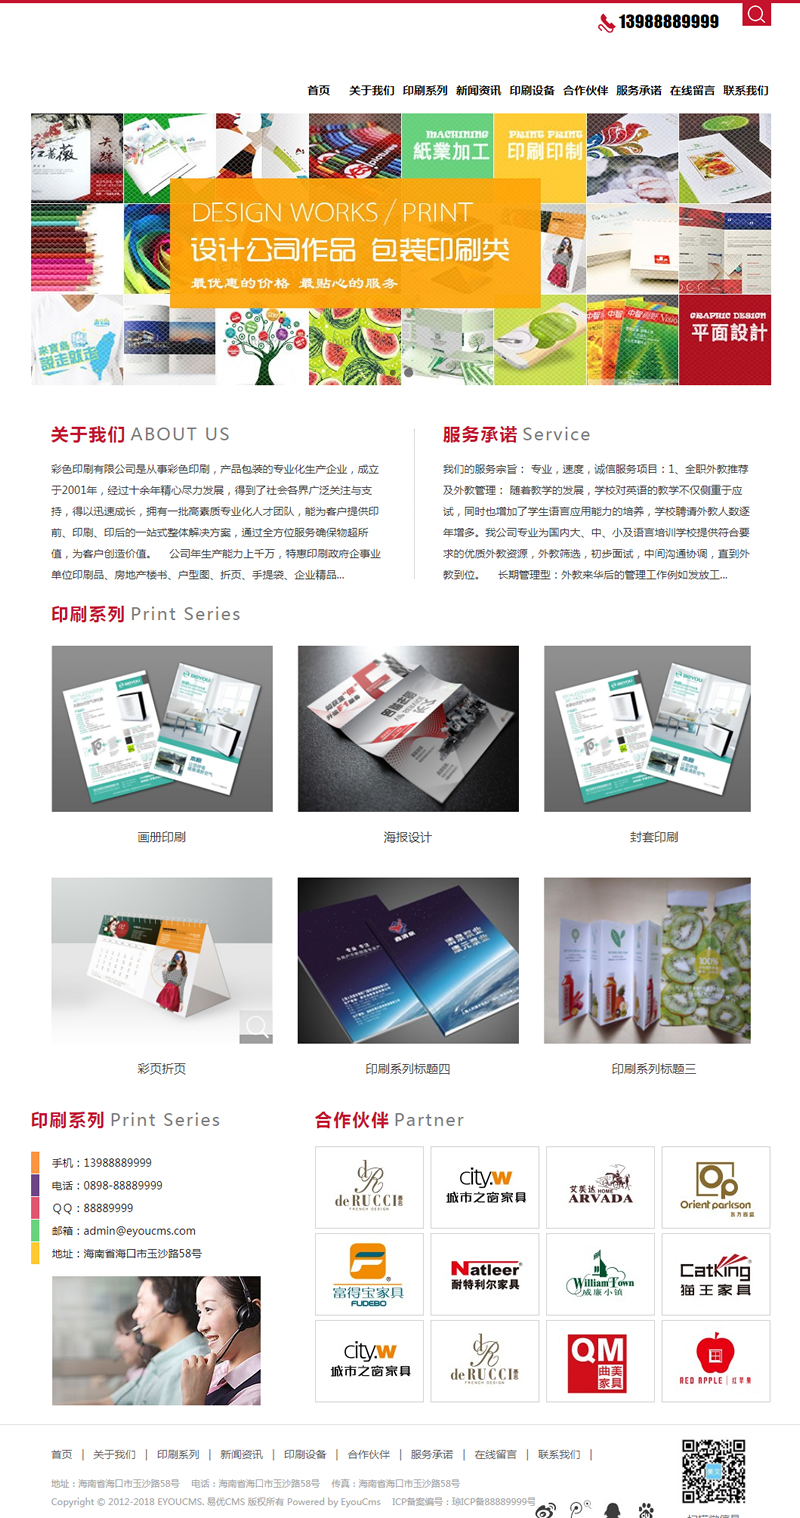 13988889999
首页 关于我们 印刷系列 新闻资讯 印刷设备 合作伙伴 服务承诺 在线留言 联系我们
MACHINING
紙業加工
PRINT PRINT
印刷印制
DESIGN WORKS / PRINT
设计公司作品 包装印刷类
最优惠的价格 最贴心的服务
來寶島
說走就走
GRAPHIC DESIGN
平面設計
关于我们 ABOUT US
彩色印刷有限公司是从事彩色印刷，产品包装的专业化生产企业，成立
于2001年，经过十余年精心尽力发展，得到了社会各界广泛关注与支
持，得以迅速成长，拥有一批高素质专业化人才团队，能为客户提供印
前、印刷、印后的一站式整体解决方案，通过全方位服务确保物超所
值，为客户创造价值。 公司年生产能力上千万，特惠印刷政府企事业
单位印刷品、房地产楼书、户型图、折页、手提袋、企业精品...
服务承诺 Service
我们的服务宗旨： 专业，速度，诚信服务项目：1、全职外教推荐
及外教管理： 随着教学的发展，学校对英语的教学不仅侧重于应
试，同时也增加了学生语言应用能力的培养，学校聘请外教人数逐
年增多。我公司专业为国内大、中、小及语言培训学校提供符合要
求的优质外教资源，外教筛选，初步面试，中间沟通协调，直到外
教到位。 长期管理型：外教来华后的管理工作例如发放工...
印刷系列 Print Series
画册印刷
海报设计
封套印刷
彩页折页
印刷系列标题四
印刷系列标题三
印刷系列 Print Series
手机：13988889999
电话：0898-88889999
ＱＱ：88889999
邮箱：admin@eyoucms.com
地址：海南省海口市玉沙路58号
合作伙伴 Partner
deRUCCI
FRENCH DESIGN
city.w
城市之窗家具
艾芙迪 HOME
ARVADA
Op
Orient parkson
东方百盛
富得宝家具
FUDEBO
Natleer
耐特利尔家具
William Town
威廉小镇
CatKing
猫王家具
city.w
城市之窗家具
deRUCCI
FRENCH DESIGN
QM
曲美
家具
RED APPLE | 红苹果
首页 | 关于我们 | 印刷系列 | 新闻资讯 | 印刷设备 | 合作伙伴 | 服务承诺 | 在线留言 | 联系我们 |
地址：海南省海口市玉沙路58号 电话：海南省海口市玉沙路58号 传真：海南省海口市玉沙路58号
Copyright © 2012-2018 EYOUCMS. 易优CMS 版权所有 Powered by EyouCms ICP备案编号：琼ICP备88889999号